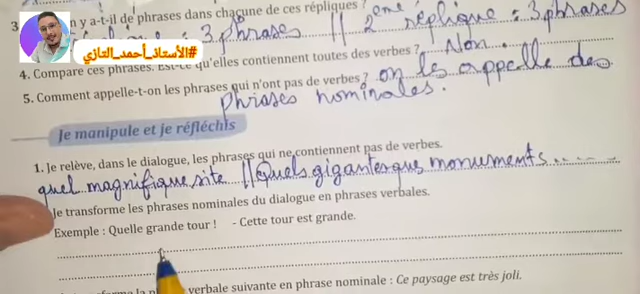 n y a-t-il de phrases dans chacune de ces répliques ?
3 phrases // 2ème réplique : 3 phrases
#الأستاذ_أحمد_التازي
4. Compare ces phrases. Est-ce qu'elles contiennent toutes des verbes ? Non.
5. Comment appelle-t-on les phrases qui n'ont pas de verbes ? on les appelle des
phrases nominales.
Je manipule et je réfléchis
1. Je relève, dans le dialogue, les phrases qui ne contiennent pas de verbes.
quel magnifique site // Quels gigantesques monuments
Je transforme les phrases nominales du dialogue en phrases verbales.
Exemple : Quelle grande tour ! - Cette tour est grande.
verbale suivante en phrase nominale : Ce paysage est très joli.